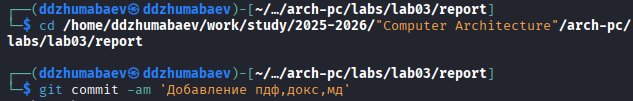 ┌──(ddzhumabaev㉿ddzhumabaev)-[~/…/arch-pc/labs/lab03/report]
└─$ cd /home/ddzhumabaev/work/study/2025-2026/"Computer Architecture"/arch-pc/
labs/lab03/report
┌──(ddzhumabaev㉿ddzhumabaev)-[~/…/arch-pc/labs/lab03/report]
└─$ git commit -am 'Добавление пдф,докс,мд'